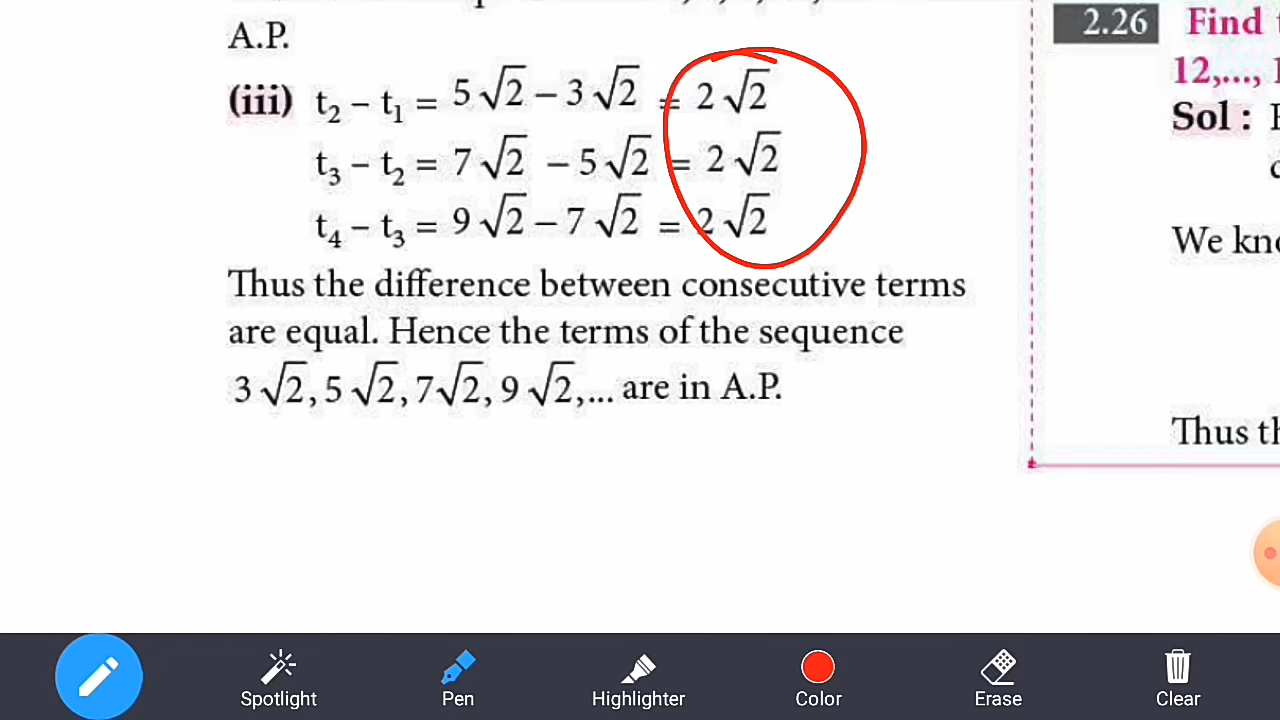 A.P.
(iii) t₂ − t₁ = 5√2 − 3√2 = 2√2
t₃ − t₂ = 7√2 − 5√2 = 2√2
t₄ − t₃ = 9√2 − 7√2 = 2√2
Thus the difference between consecutive terms
are equal. Hence the terms of the sequence
3√2, 5√2, 7√2, 9√2,... are in A.P.
2.26 Find
12,...,
Sol :
We
Thus
Spotlight Pen Highlighter Color Erase Clear